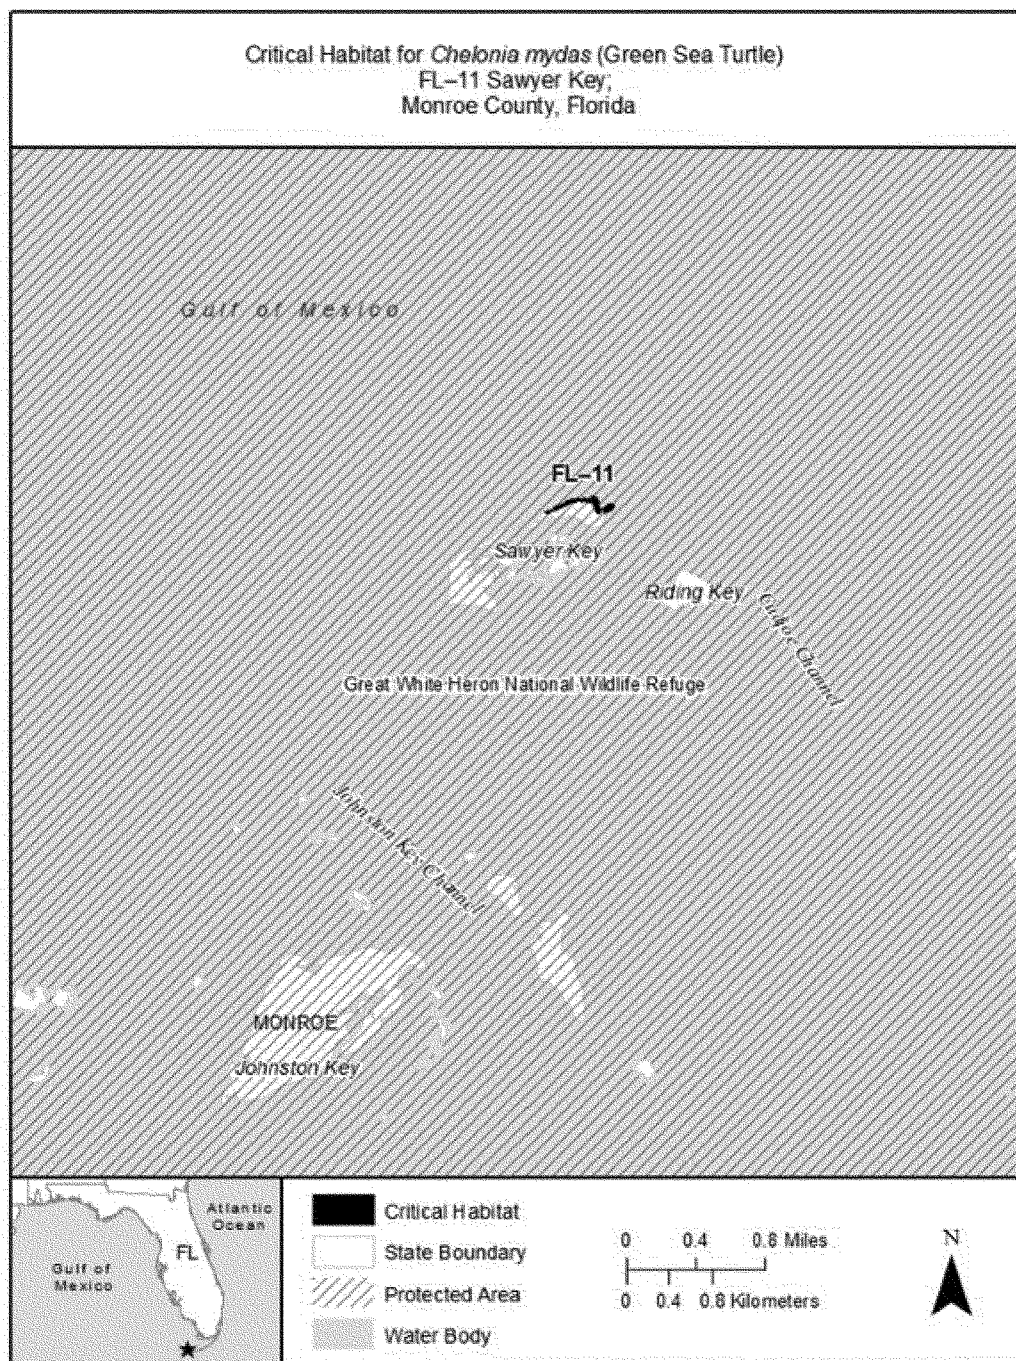 Critical Habitat for Chelonia mydas (Green Sea Turtle)
FL–11 Sawyer Key;
Monroe County, Florida
Gulf of Mexico
FL–11
Sawyer Key
Riding Key
Cudjoe Channel
Great White Heron National Wildlife Refuge
Johnston Key Channel
MONROE
Johnston Key
Atlantic
Ocean
FL
Gulf of
Mexico
Critical Habitat
State Boundary
Protected Area
Water Body
0 0.4 0.8 Miles
0 0.4 0.8 Kilometers
N